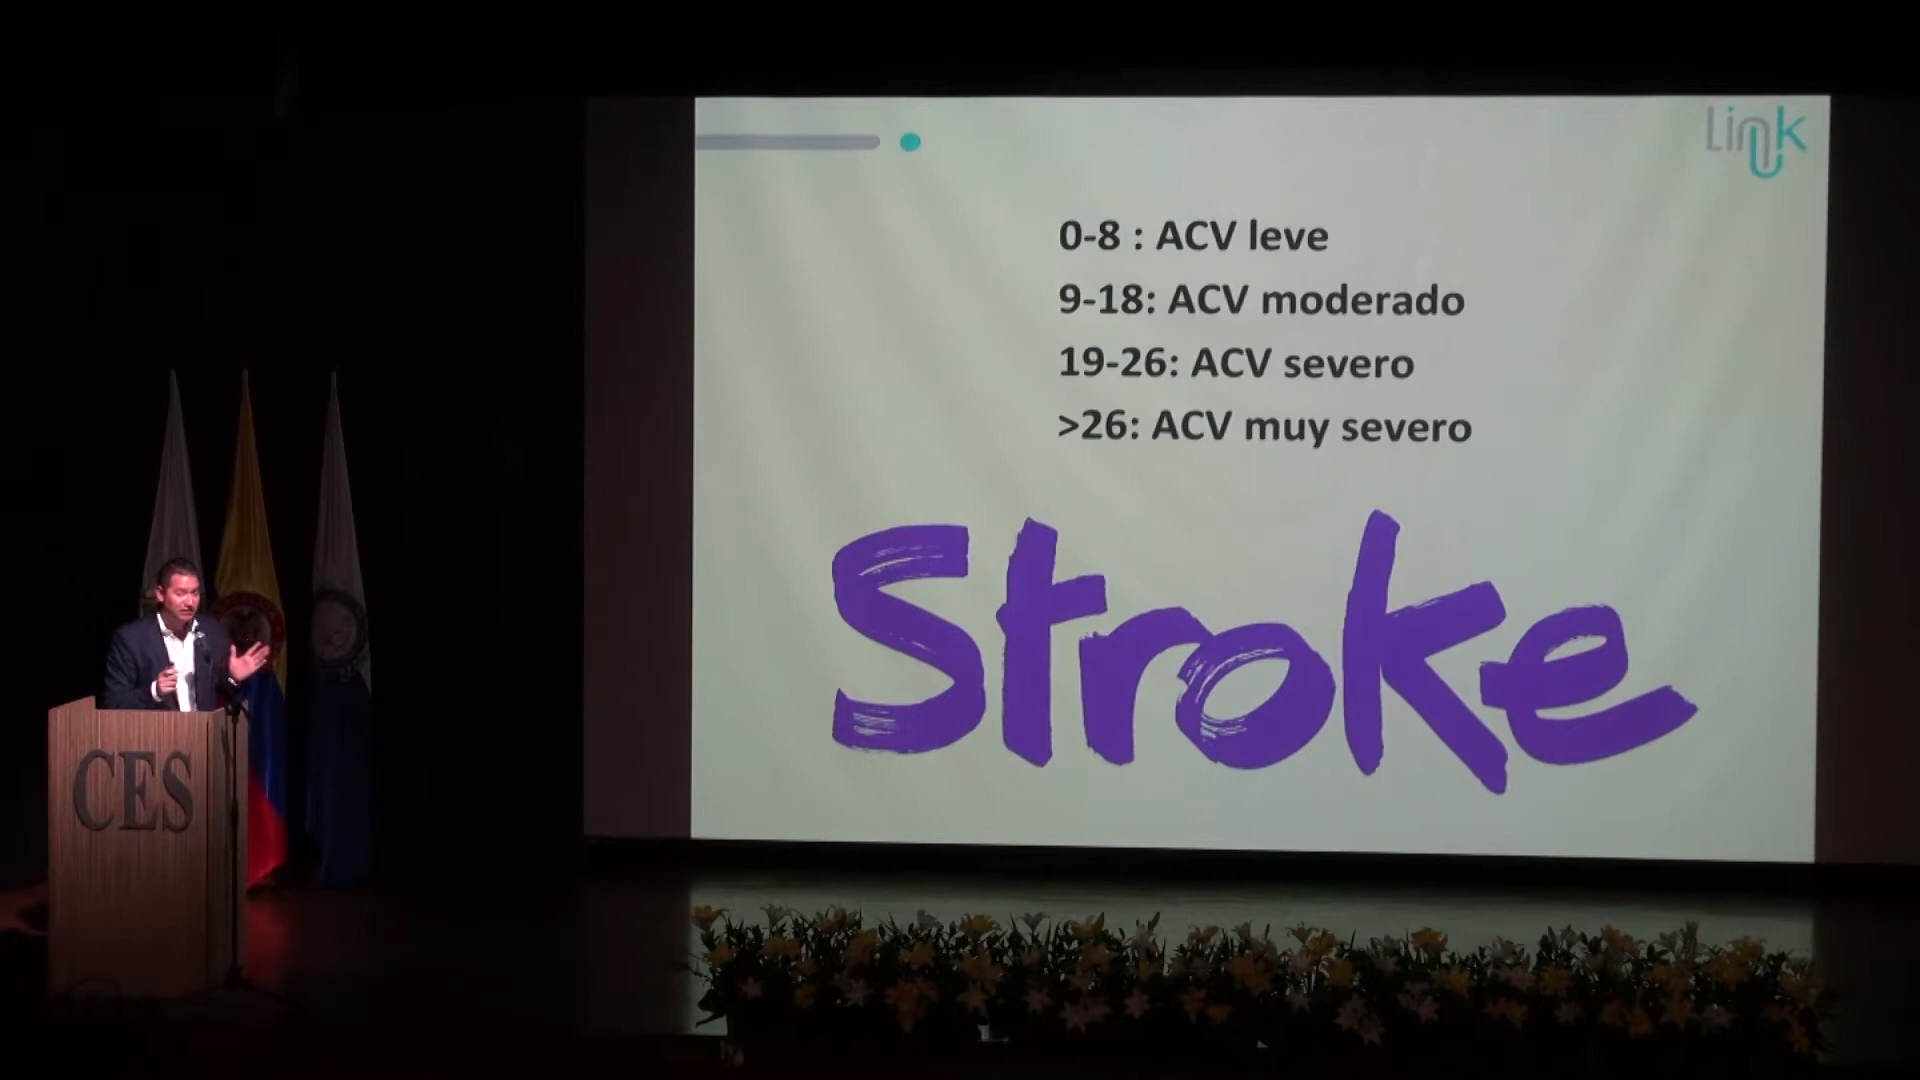 Link
0-8 : ACV leve
9-18: ACV moderado
19-26: ACV severo
>26: ACV muy severo
Stroke
CES